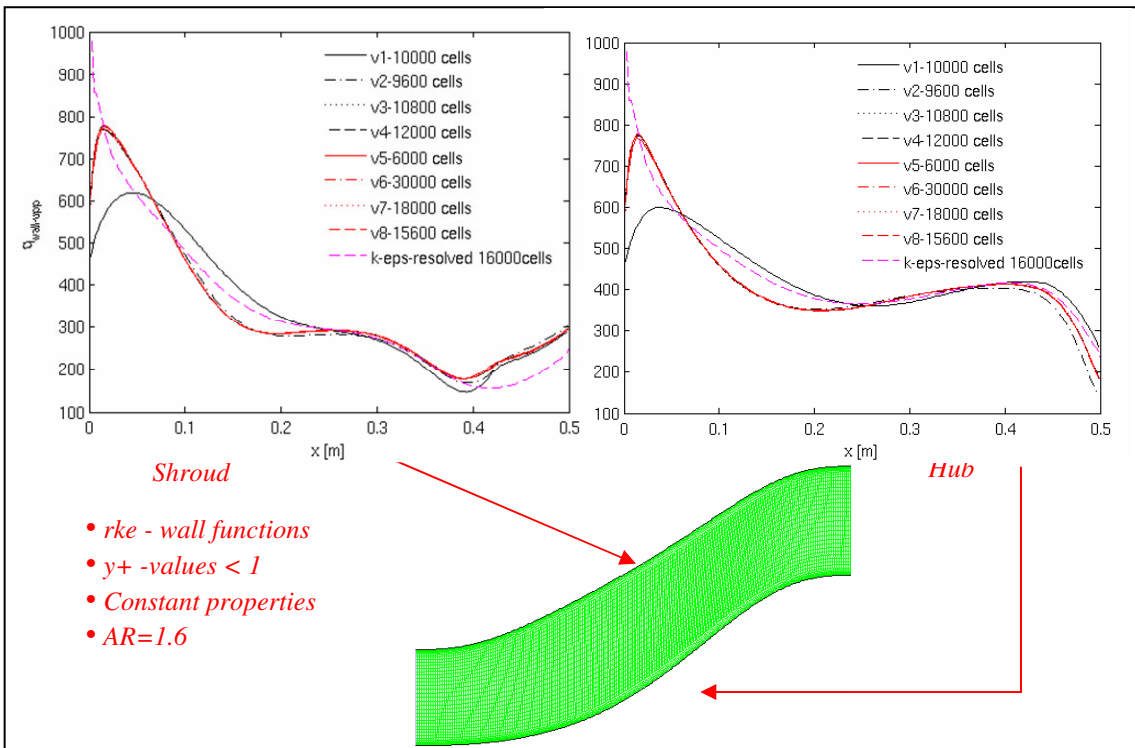 1000
900
800
700
600
500
400
300
200
100
q wall-upp
0
0.1
0.2
0.3
0.4
0.5
x [m]
v1-10000 cells
v2-9600 cells
v3-10800 cells
v4-12000 cells
v5-6000 cells
v6-30000 cells
v7-18000 cells
v8-15600 cells
k-eps-resolved 16000cells
1000
900
800
700
600
500
400
300
200
100
0
0.1
0.2
0.3
0.4
0.5
x [m]
v1-10000 cells
v2-9600 cells
v3-10800 cells
v4-12000 cells
v5-6000 cells
v6-30000 cells
v7-18000 cells
v8-15600 cells
k-eps-resolved 16000cells
Shroud
Hub
• rke - wall functions
• y+ -values < 1
• Constant properties
• AR=1.6